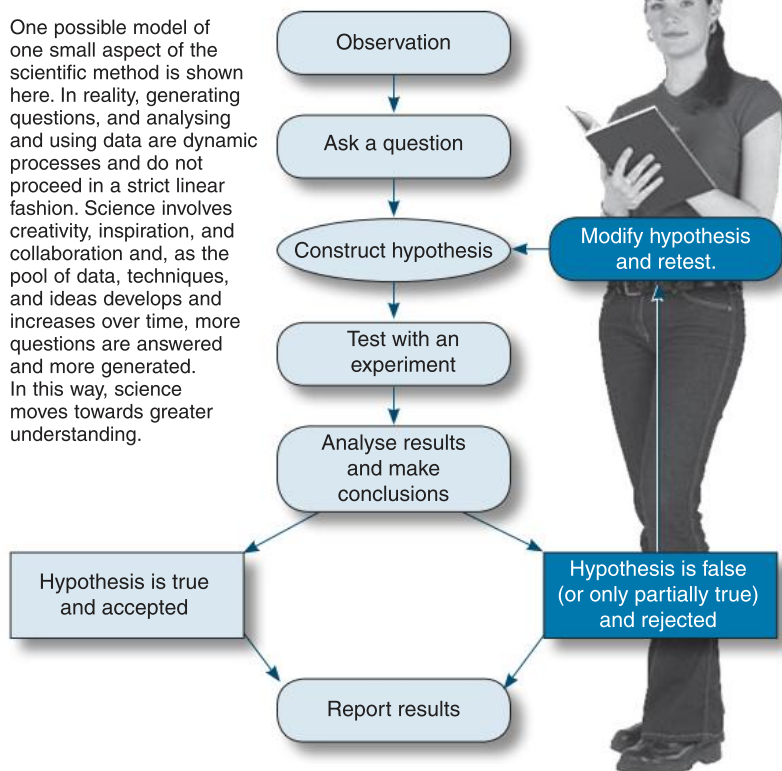 One possible model of
one small aspect of the
scientific method is shown
here. In reality, generating
questions, and analysing
and using data are dynamic
processes and do not
proceed in a strict linear
fashion. Science involves
creativity, inspiration, and
collaboration and, as the
pool of data, techniques,
and ideas develops and
increases over time, more
questions are answered
and more generated.
In this way, science
moves towards greater
understanding.
Observation
Ask a question
Construct hypothesis
Modify hypothesis
and retest.
Test with an
experiment
Analyse results
and make
conclusions
Hypothesis is true
and accepted
Hypothesis is false
(or only partially true)
and rejected
Report results